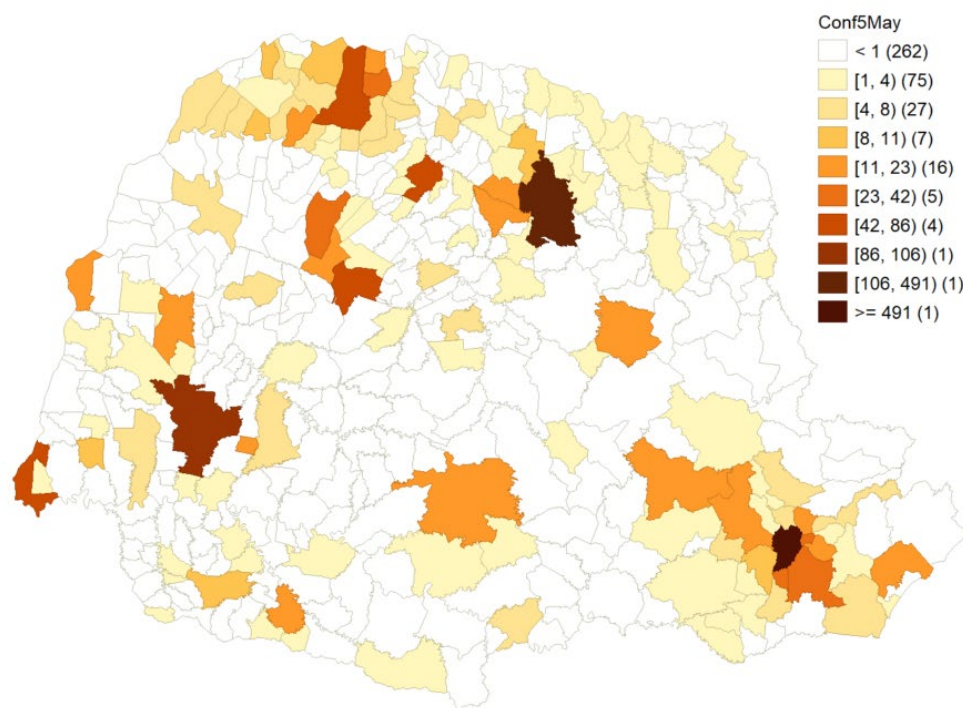 Conf5May
< 1 (262)
[1, 4) (75)
[4, 8) (27)
[8, 11) (7)
[11, 23) (16)
[23, 42) (5)
[42, 86) (4)
[86, 106) (1)
[106, 491) (1)
>= 491 (1)